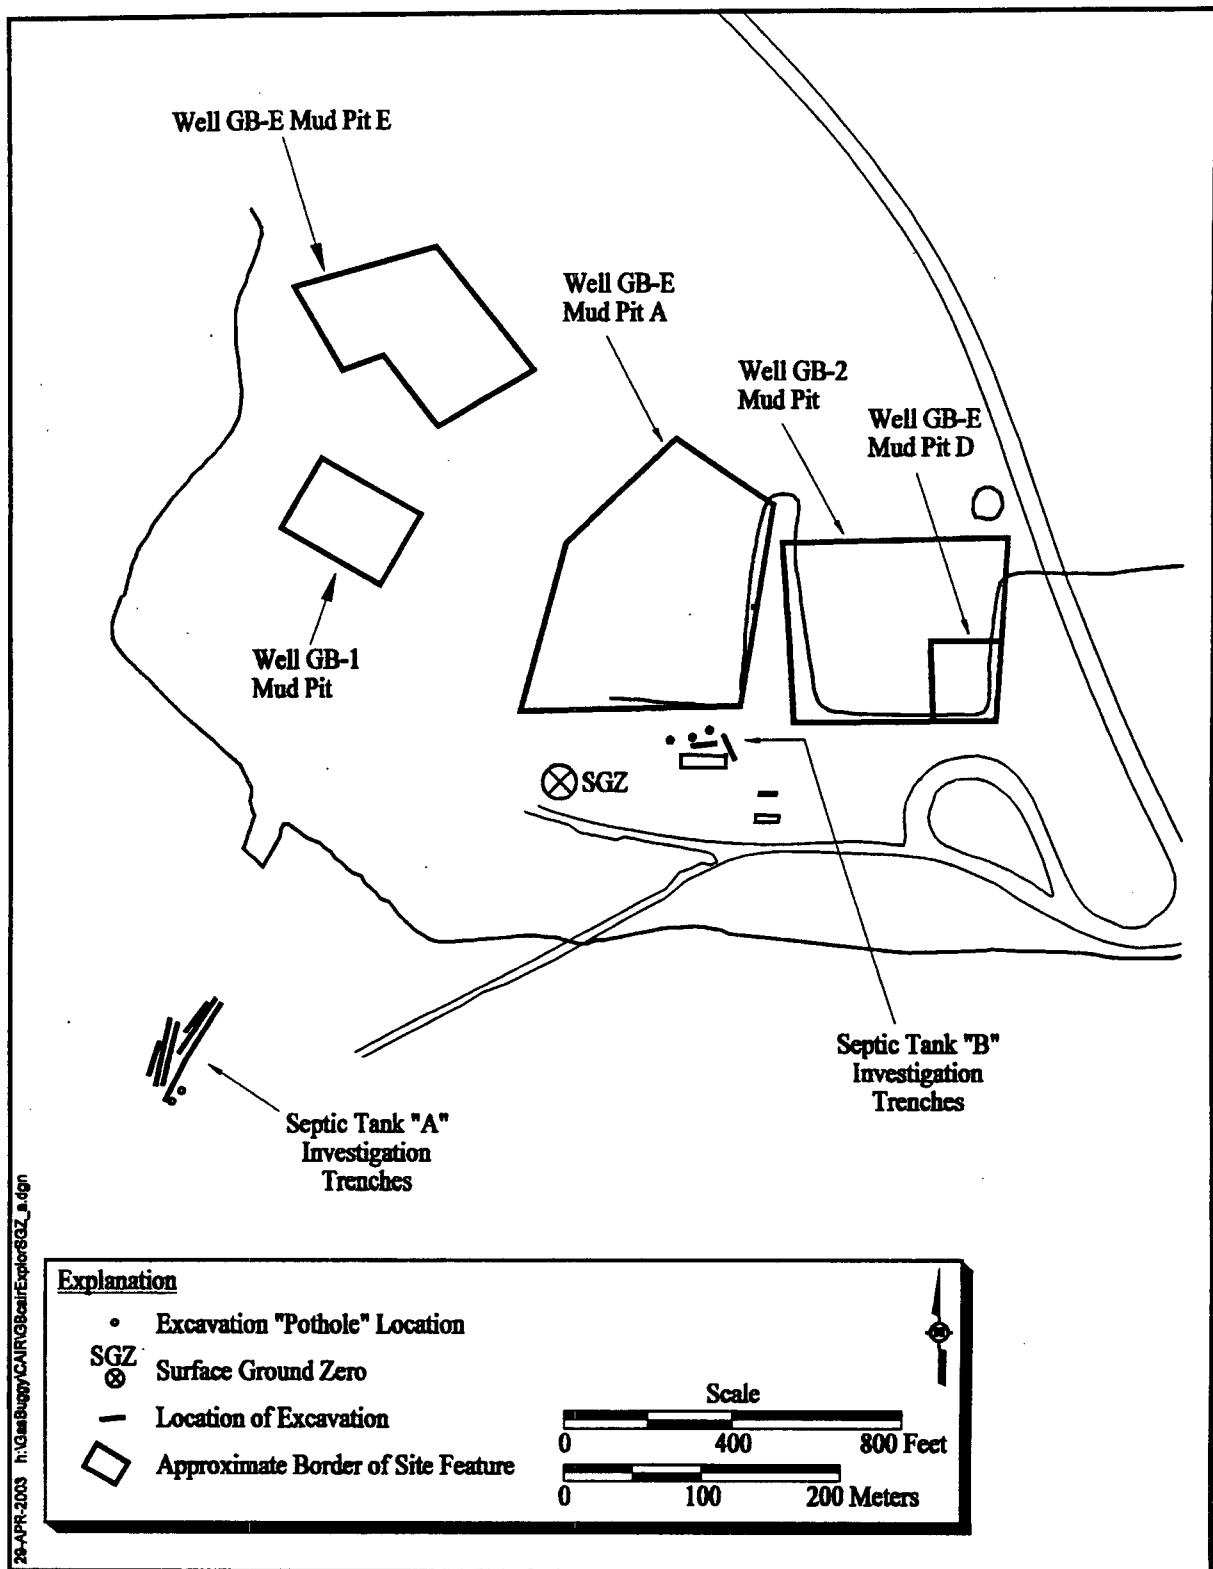 Well GB-E Mud Pit E
Well GB-E
Mud Pit A
Well GB-2
Mud Pit
Well GB-E
Mud Pit D
Well GB-1
Mud Pit
SGZ
Septic Tank "B"
Investigation
Trenches
Septic Tank "A"
Investigation
Trenches
29-APR-2003 h:\GasBuggy\CAIR\GBcairExplorSGZ_a.dgn
Explanation
Excavation "Pothole" Location
SGZ
Surface Ground Zero
Location of Excavation
Approximate Border of Site Feature
Scale
0 400 800 Feet
0 100 200 Meters